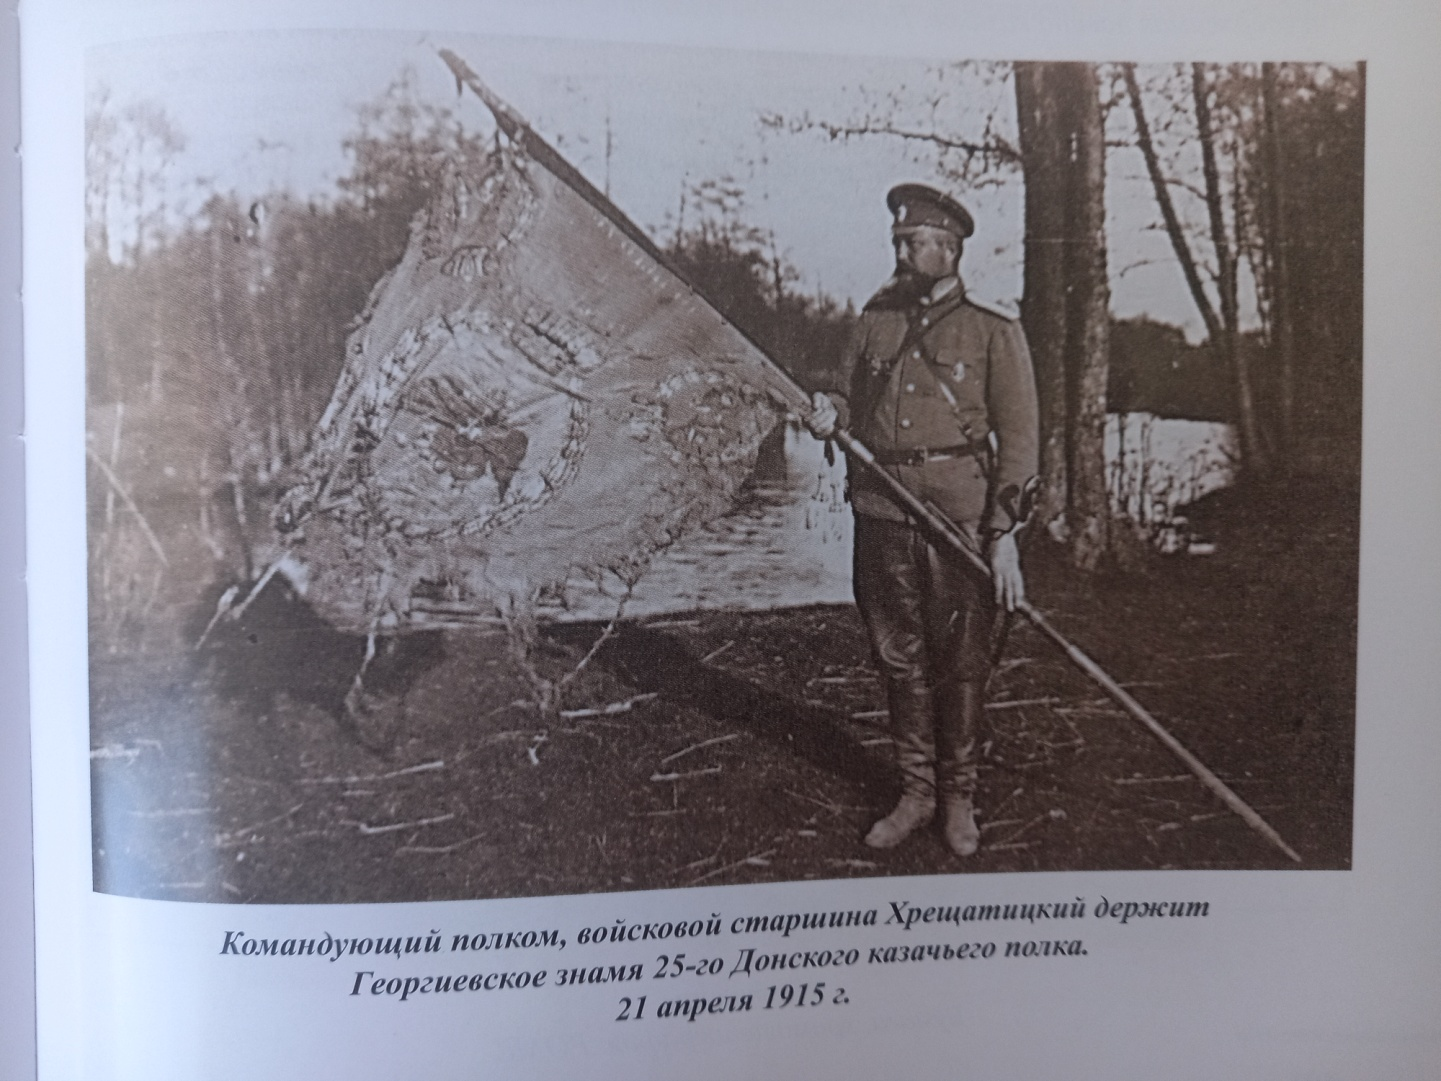 Командующий полком, войсковой старшина Хрещатицкий держит
Георгиевское знамя 25-го Донского казачьего полка.
21 апреля 1915 г.